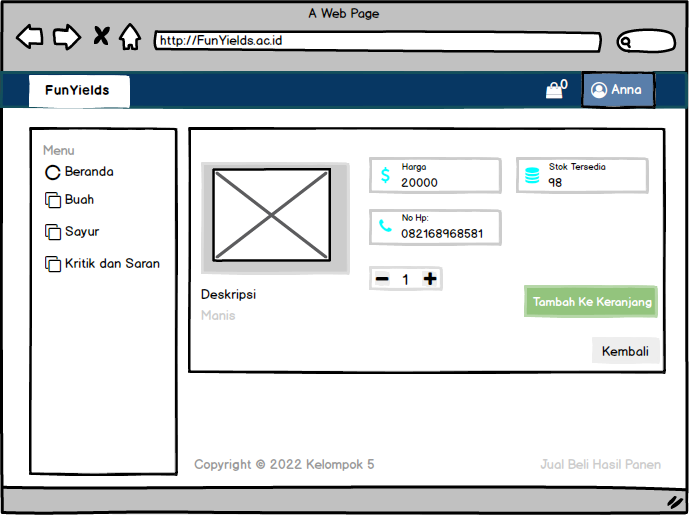 A Web Page
http://FunYields.ac.id
FunYields
0
Anna
Menu
Beranda
Buah
Sayur
Kritik dan Saran
Harga
20000
Stok Tersedia
98
No Hp:
082168968581
1
Deskripsi
Manis
Tambah Ke Keranjang
Kembali
Copyright © 2022 Kelompok 5
Jual Beli Hasil Panen